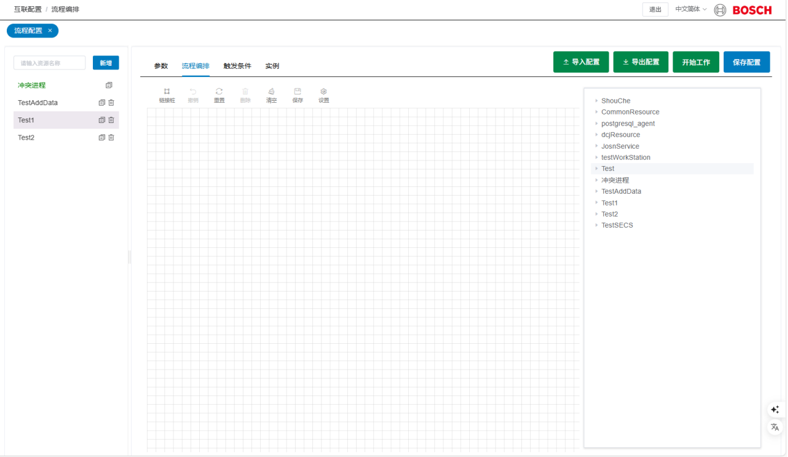 互联配置 / 流程编排
退出 中文简体 BOSCH
流程配置 ×
请输入资源名称 新增
冲突进程
TestAddData
Test1
Test2
参数 流程编排 触发条件 实例
导入配置 导出配置 开始工作 保存配置
链接桩 撤销 重置 删除 清空 保存 设置
ShouChe
CommonResource
postgresql_agent
dcjResource
JosnService
testWorkStation
Test
冲突进程
TestAddData
Test1
Test2
TestSECS